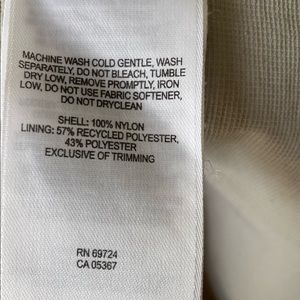 MACHINE WASH COLD GENTLE, WASH
SEPARATELY, DO NOT BLEACH, TUMBLE
DRY LOW, REMOVE PROMPTLY, IRON
LOW, DO NOT USE FABRIC SOFTENER,
DO NOT DRYCLEAN
SHELL: 100% NYLON
LINING: 57% RECYCLED POLYESTER,
43% POLYESTER
EXCLUSIVE OF TRIMMING
RN 69724
CA 05367